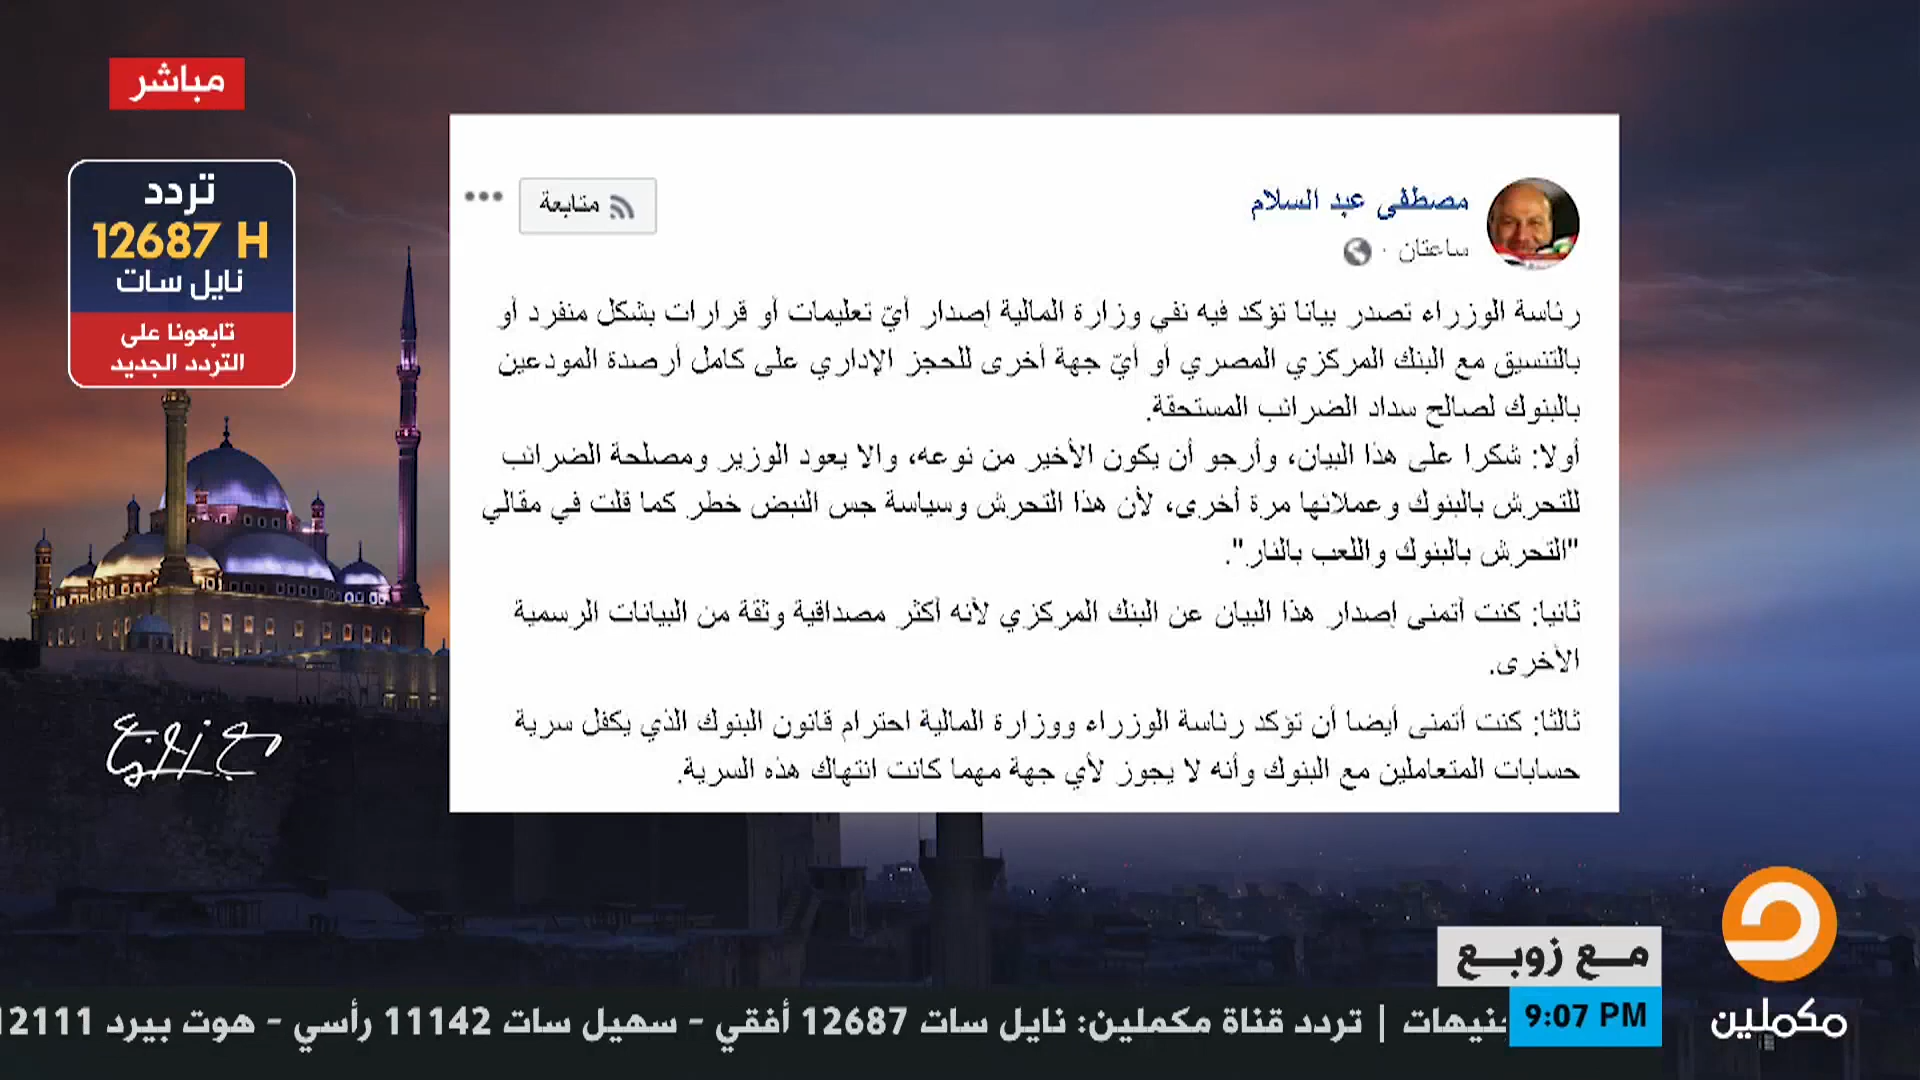 مباشر
تردد
12687 H
نايل سات
تابعونا على
التردد الجديد
مصطفى عبد السلام
ساعتان ·
متابعة
رئاسة الوزراء تصدر بيانا تؤكد فيه نفي وزارة المالية إصدار أيّ تعليمات أو قرارات بشكل منفرد أو
بالتنسيق مع البنك المركزي المصري أو أيّ جهة أخرى للحجز الإداري على كامل أرصدة المودعين
بالبنوك لصالح سداد الضرائب المستحقة.
أولا: شكرا على هذا البيان، وأرجو أن يكون الأخير من نوعه، والا يعود الوزير ومصلحة الضرائب
للتحرش بالبنوك وعملائها مرة أخرى، لأن هذا التحرش وسياسة جس النبض خطر كما قلت في مقالي
"التحرش بالبنوك واللعب بالنار".
ثانيا: كنت أتمنى إصدار هذا البيان عن البنك المركزي لأنه أكثر مصداقية وثقة من البيانات الرسمية
الأخرى.
ثالثا: كنت أتمنى أيضا أن تؤكد رئاسة الوزراء ووزارة المالية احترام قانون البنوك الذي يكفل سرية
حسابات المتعاملين مع البنوك وأنه لا يجوز لأي جهة مهما كانت انتهاك هذه السرية.
مع زوبع
مـع زوبـع
9:07 PM
جنيهات | تردد قناة مكملين: نايل سات 12687 أفقي - سهيل سات 11142 رأسي - هوت بيرد 12111
مكملين